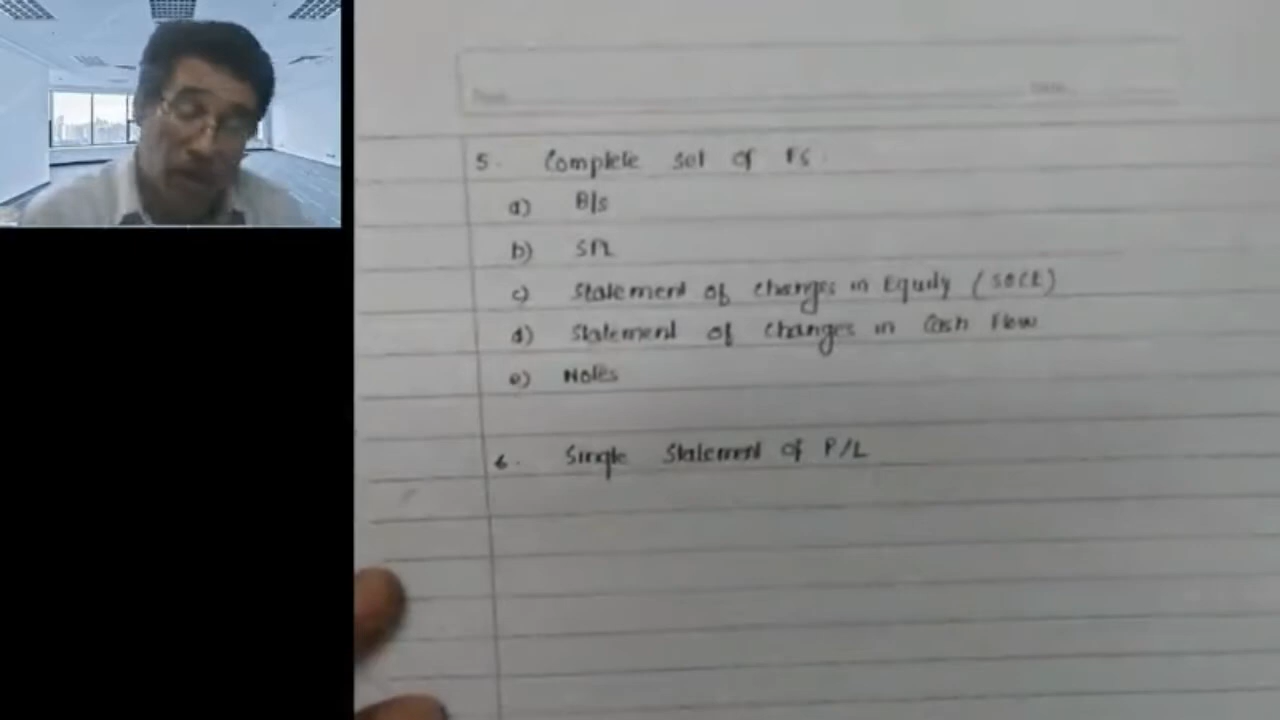 5. Complete set of FS
a) B/s
b) SPL
c) Statement of changes in Equity (SOCE)
d) Statement of changes in Cash Flow
e) Notes
6. Single Statement of P/L